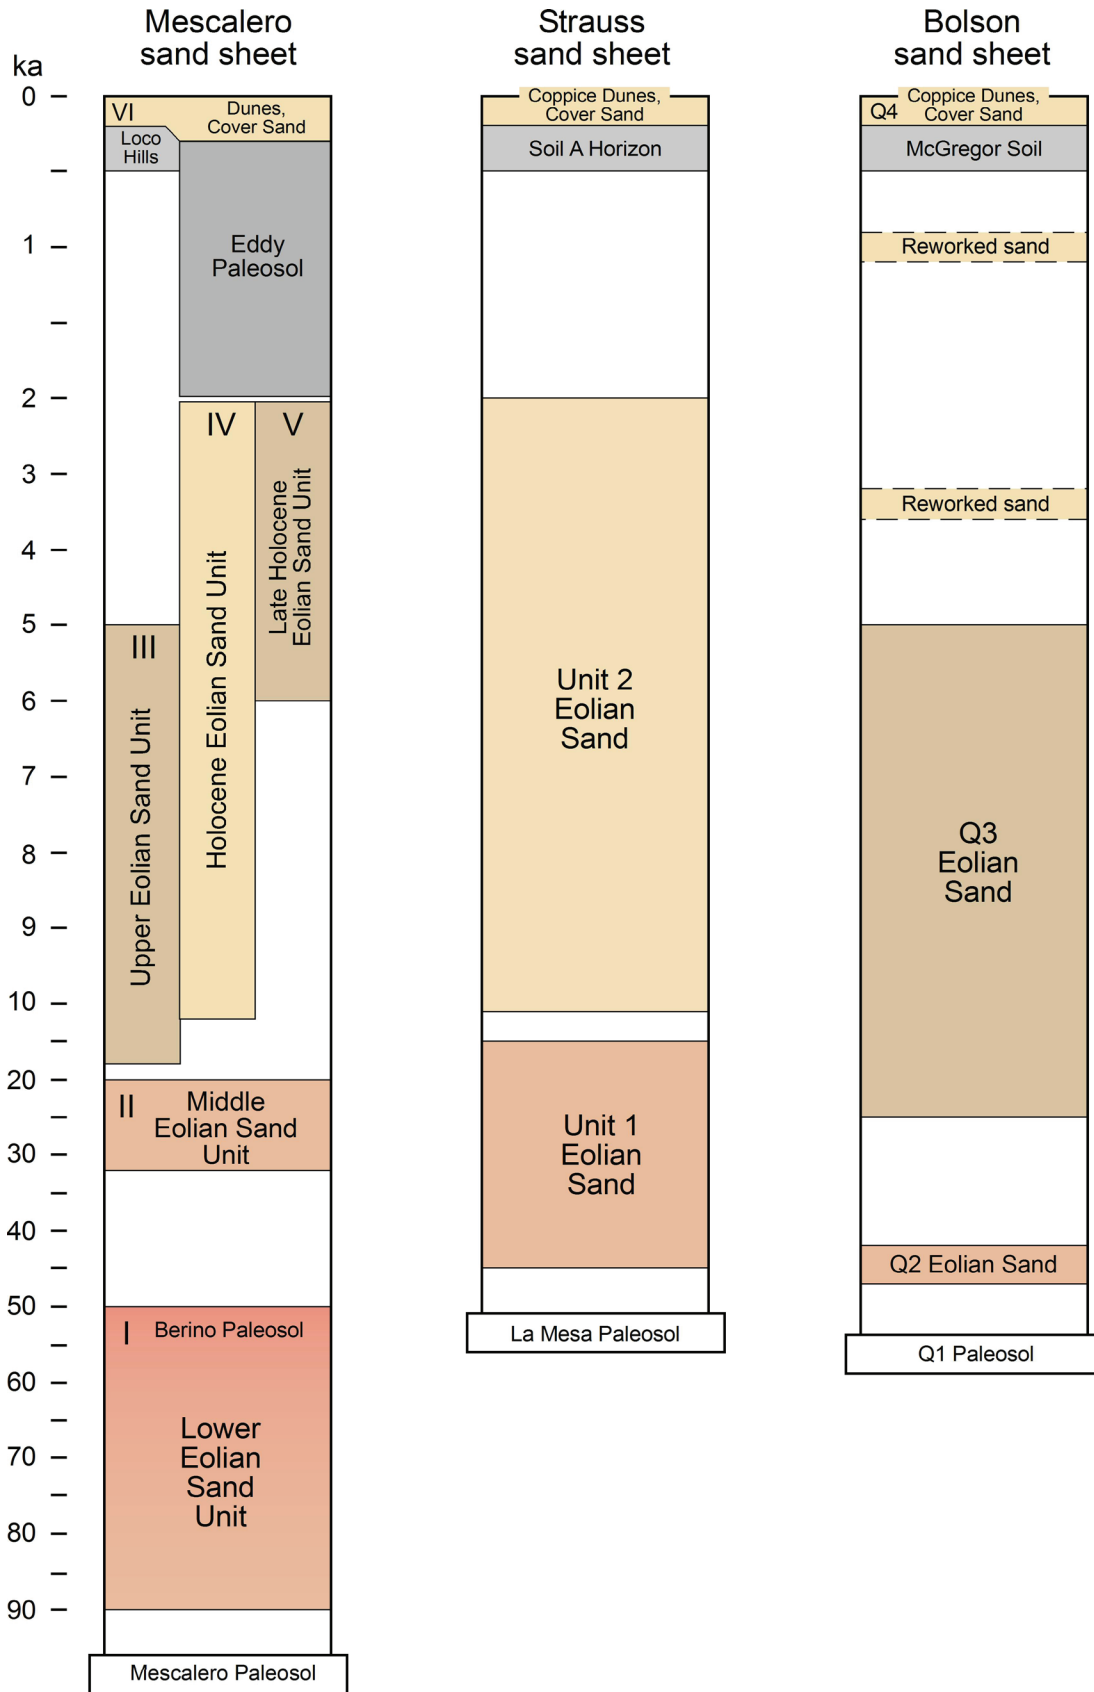 Mescalero
sand sheet
Strauss
sand sheet
Bolson
sand sheet
ka
0
1
2
3
4
5
6
7
8
9
10
20
30
40
50
60
70
80
90
VI
Dunes,
Cover Sand
Loco
Hills
Eddy
Paleosol
IV
V
Holocene Eolian Sand Unit
Late Holocene
Eolian Sand Unit
III
Upper Eolian Sand Unit
II
Middle
Eolian Sand
Unit
I
Berino Paleosol
Lower
Eolian
Sand
Unit
Mescalero Paleosol
Coppice Dunes,
Cover Sand
Soil A Horizon
Unit 2
Eolian
Sand
Unit 1
Eolian
Sand
La Mesa Paleosol
Q4
Coppice Dunes,
Cover Sand
McGregor Soil
Reworked sand
Reworked sand
Q3
Eolian
Sand
Q2 Eolian Sand
Q1 Paleosol